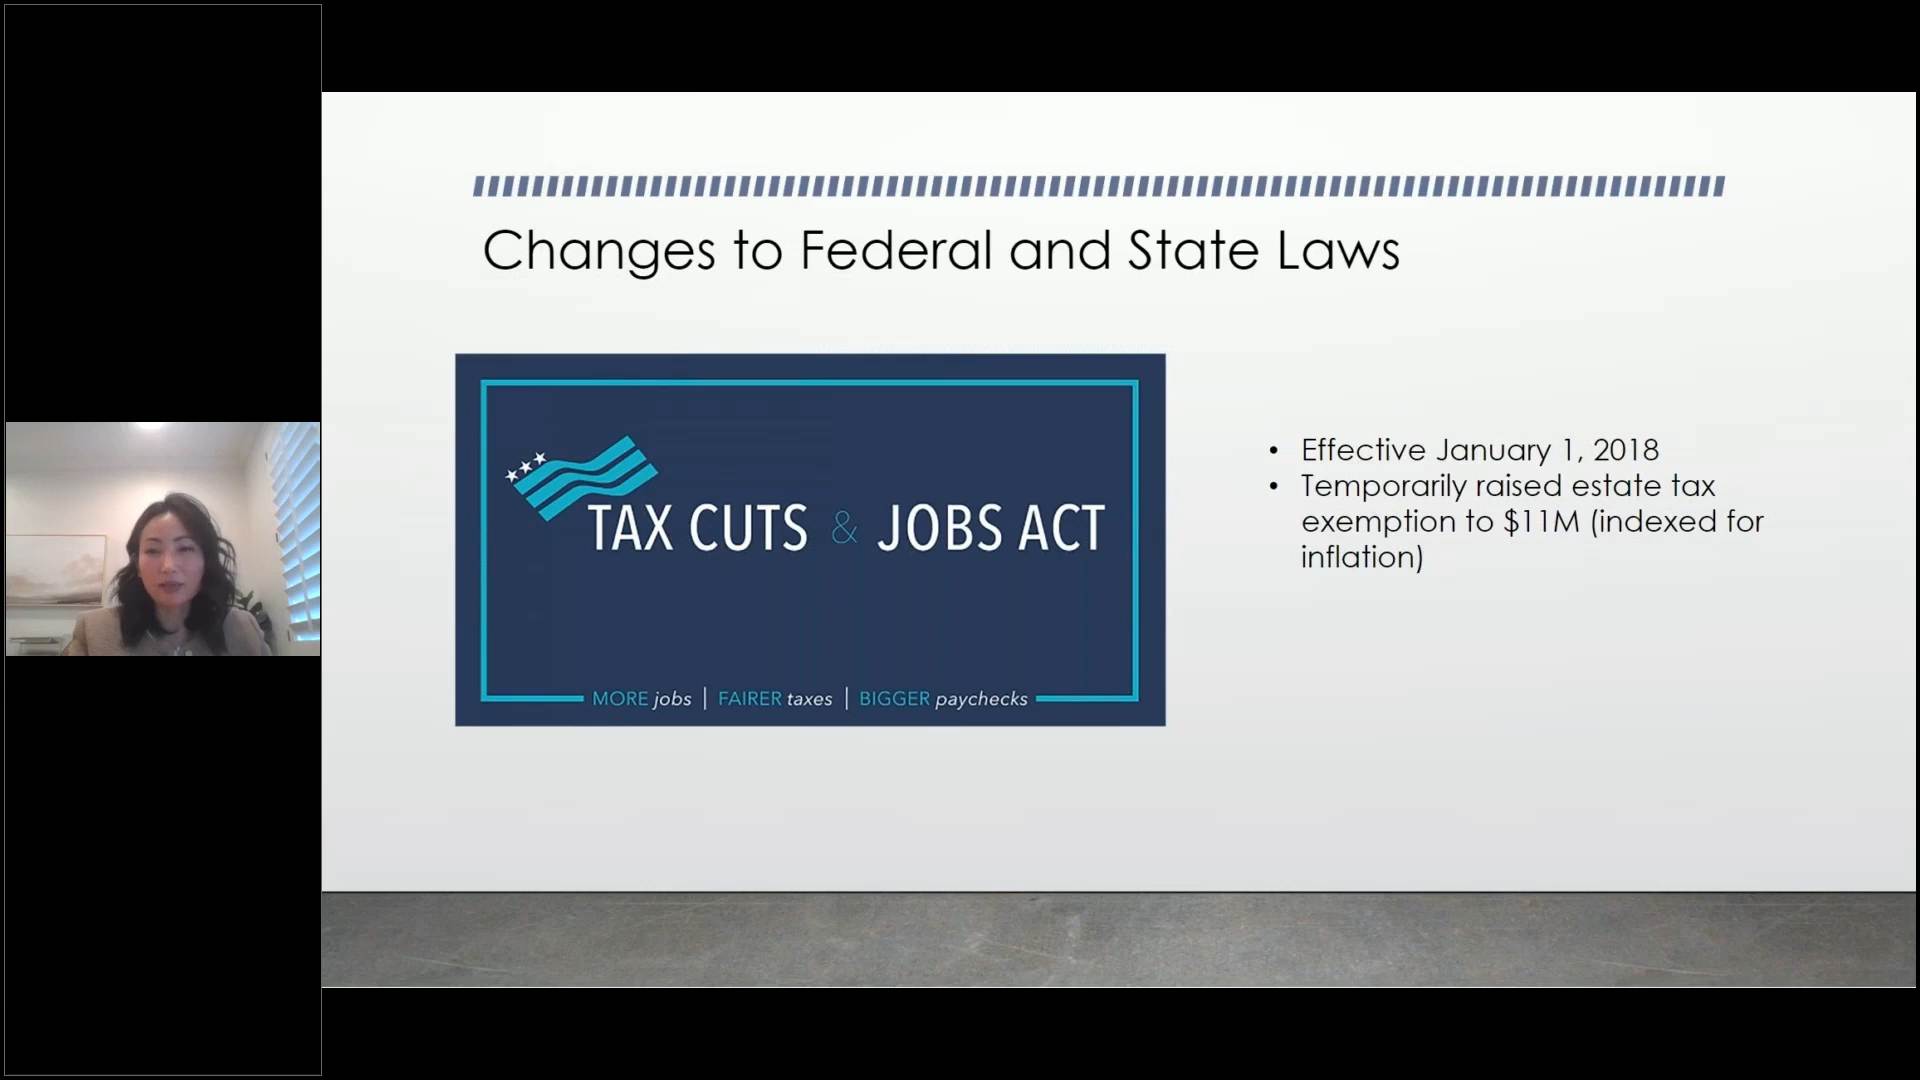 Changes to Federal and State Laws
TAX CUTS & JOBS ACT
MORE jobs | FAIRER taxes | BIGGER paychecks
• Effective January 1, 2018
• Temporarily raised estate tax
exemption to $11M (indexed for
inflation)